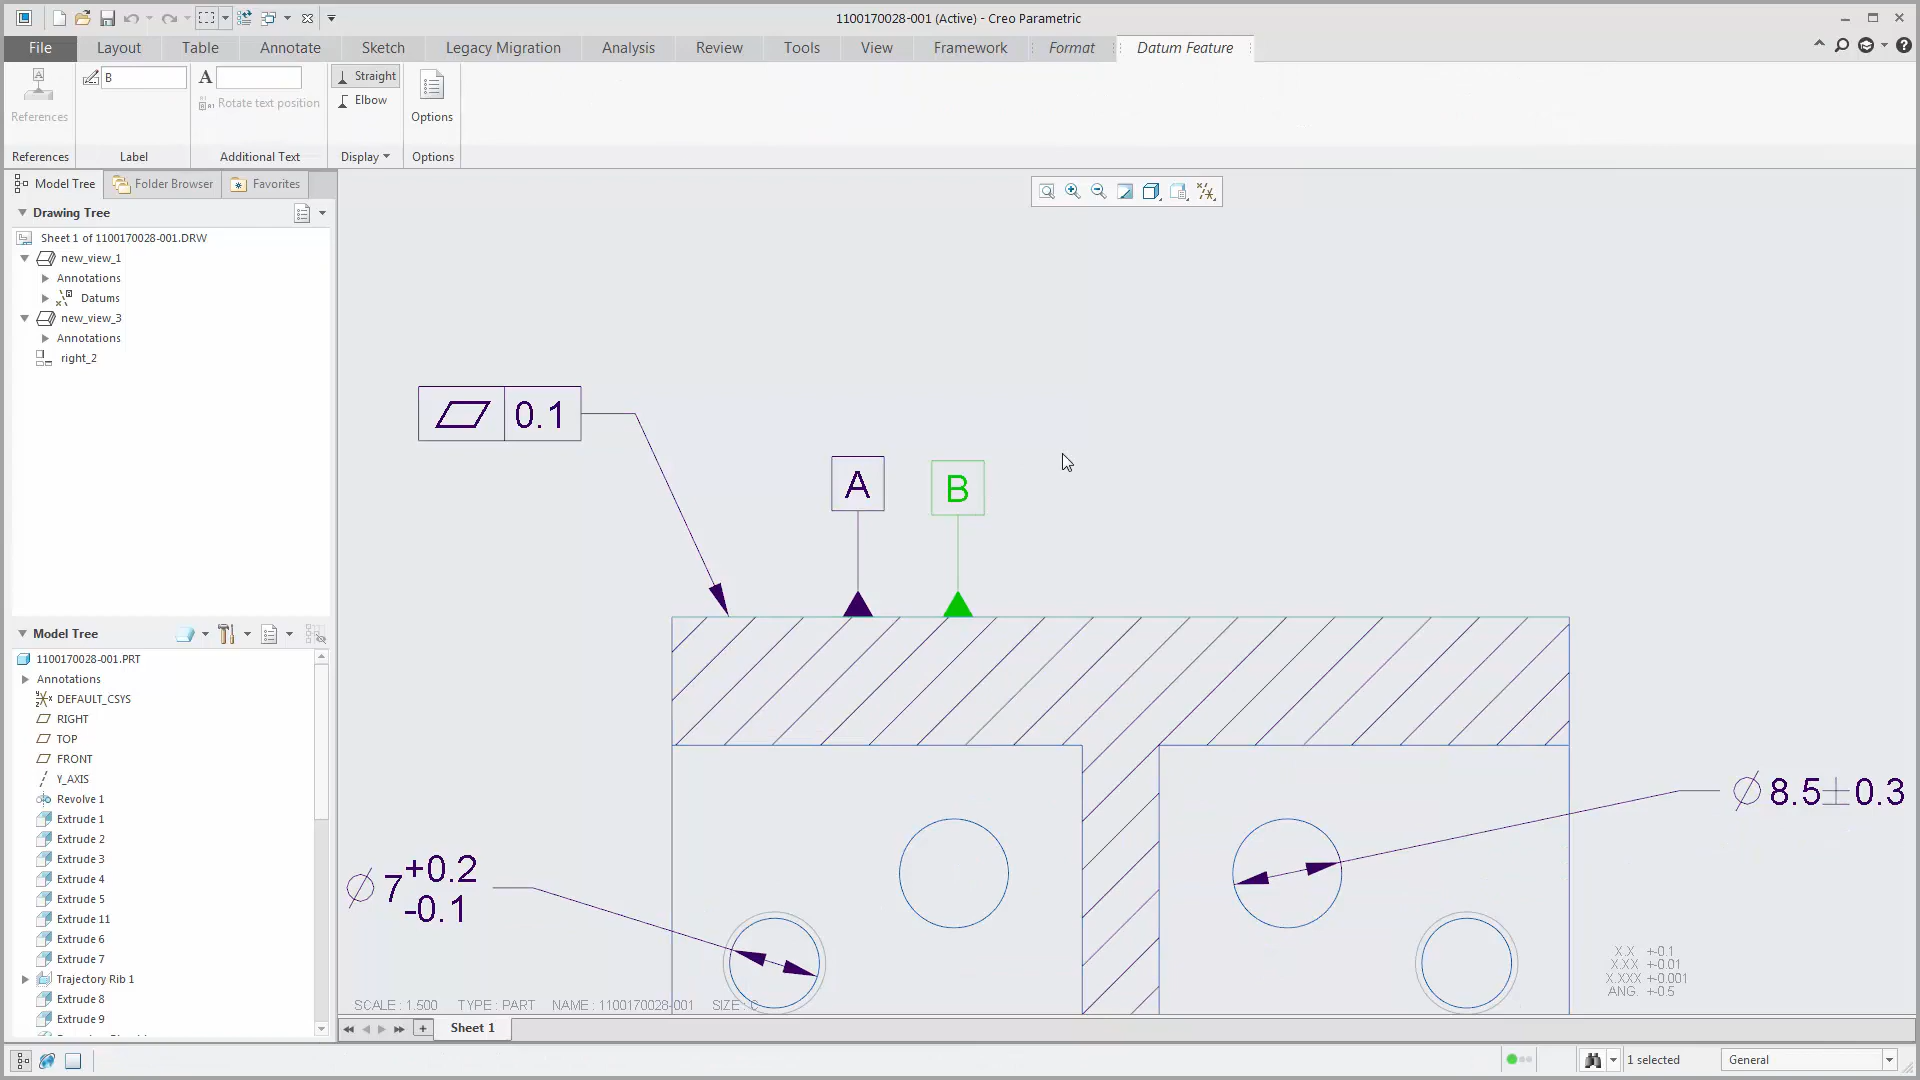 1100170028-001 (Active) - Creo Parametric
File Layout Table Annotate Sketch Legacy Migration Analysis Review Tools View Framework Format Datum Feature
B
A
Straight
Elbow
Rotate text position
References
Options
References Label Additional Text Display Options
Model Tree Folder Browser Favorites
Drawing Tree
Sheet 1 of 1100170028-001.DRW
new_view_1
Annotations
Datums
new_view_3
Annotations
right_2
Model Tree
1100170028-001.PRT
Annotations
DEFAULT_CSYS
RIGHT
TOP
FRONT
Y_AXIS
Revolve 1
Extrude 1
Extrude 2
Extrude 3
Extrude 4
Extrude 5
Extrude 11
Extrude 6
Extrude 7
Trajectory Rib 1
Extrude 8
Extrude 9
0.1
A
B
∅ 8.5±0.3
∅ 7 +0.2
-0.1
X.X +-0.1
X.XX +-0.01
X.XXX +-0.001
ANG. +-0.5
SCALE : 1.500 TYPE : PART NAME : 1100170028-001 SIZE : C
Sheet 1
1 selected
General